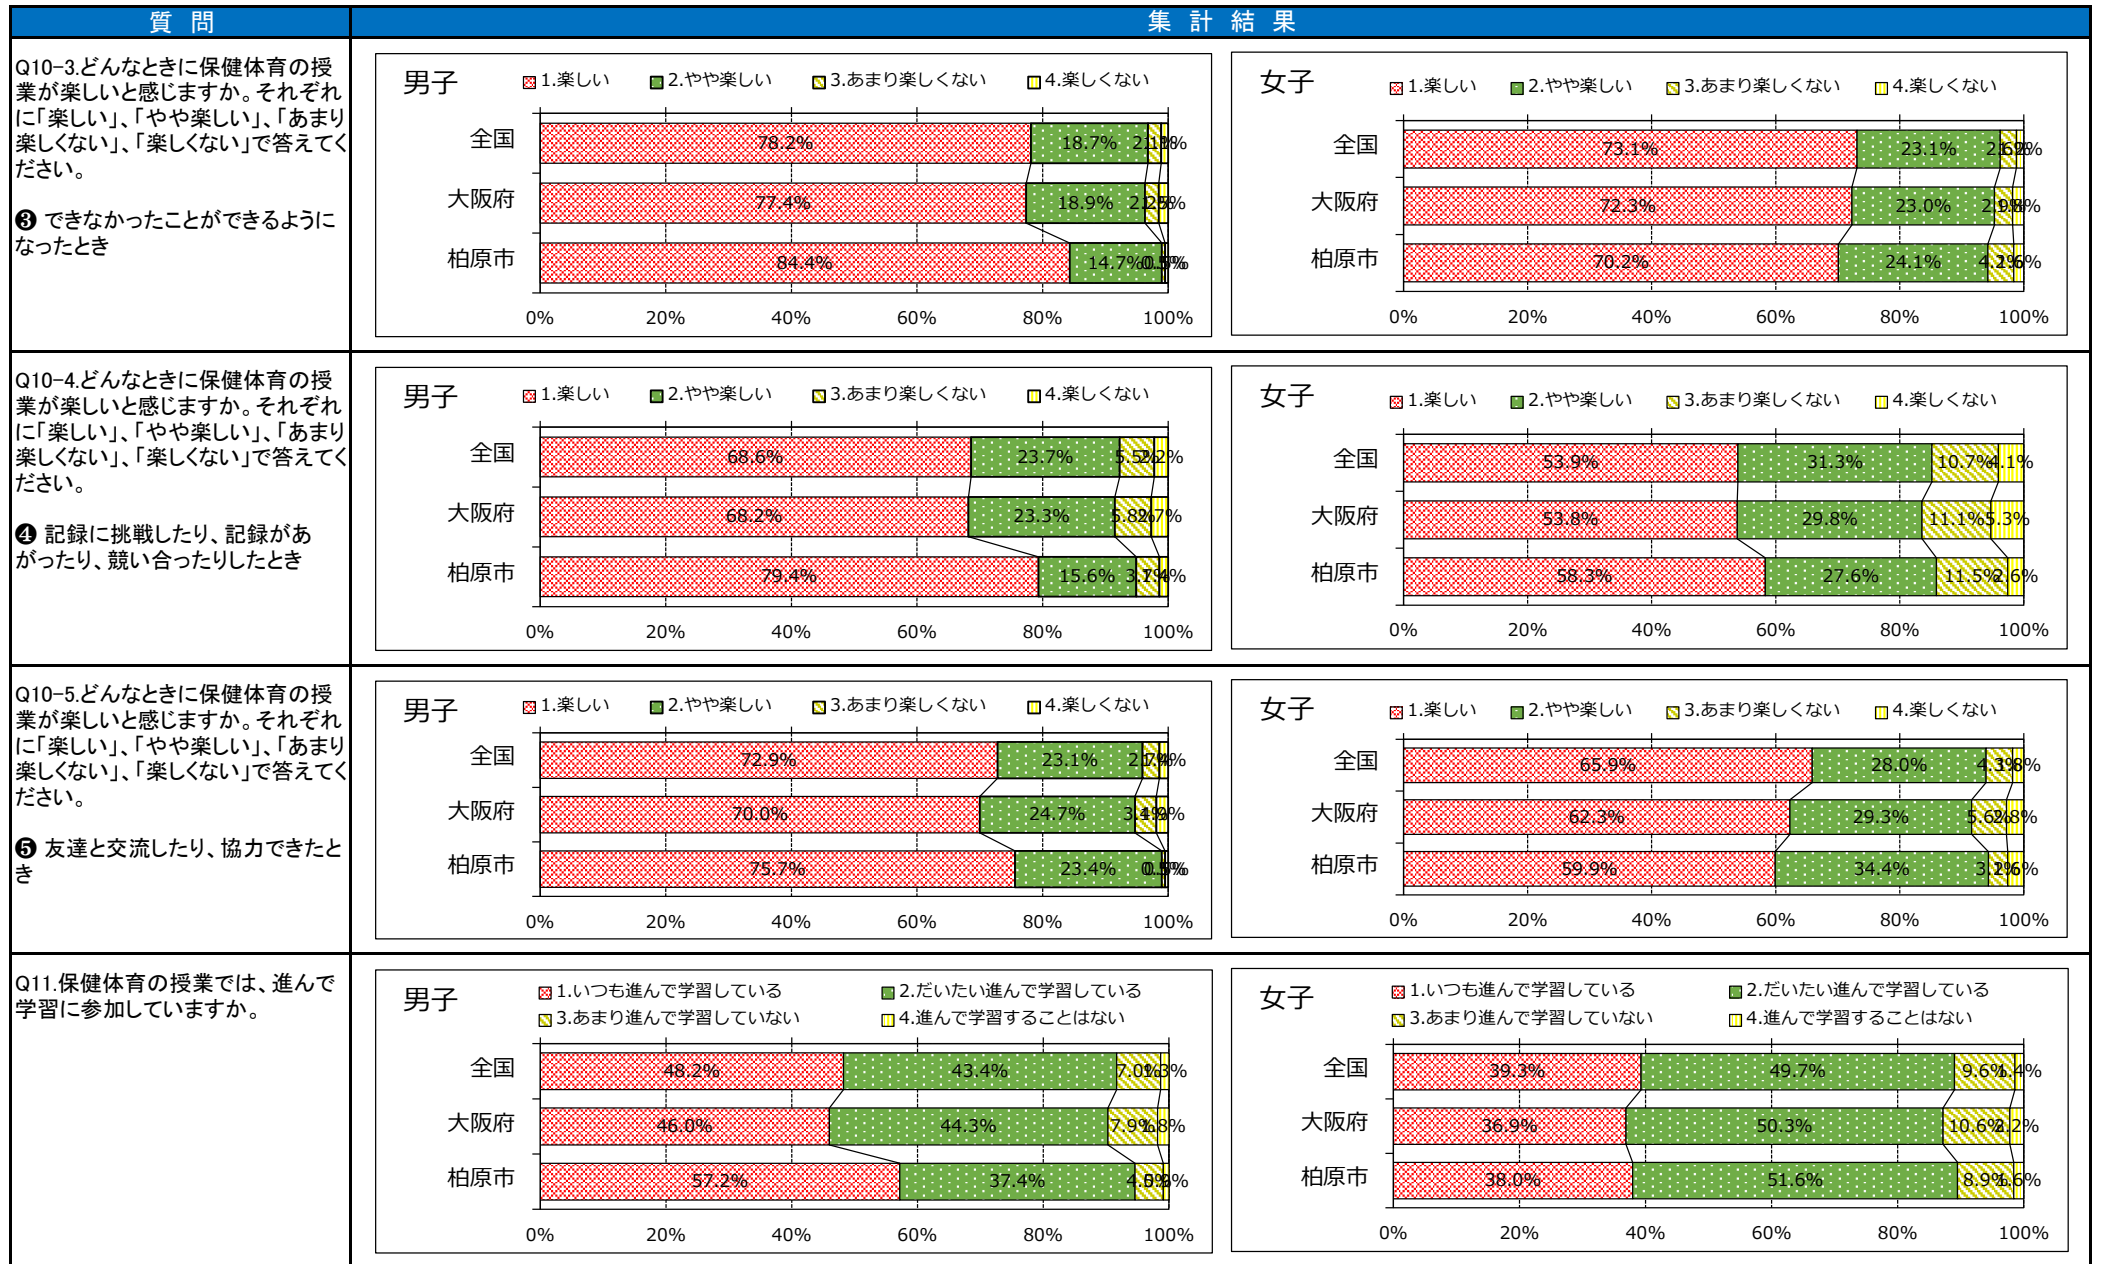 質 問
集 計 結 果
Q10-3.どんなときに保健体育の授
業が楽しいと感じますか。それぞれ
に「楽しい」、「やや楽しい」、「あまり
楽しくない」、「楽しくない」で答えてく
ださい。
❸ できなかったことができるように
なったとき
男子
1.楽しい 2.やや楽しい 3.あまり楽しくない 4.楽しくない
全国 78.2% 18.7%
大阪府 77.4% 18.9%
柏原市 84.4% 14.7%
0% 20% 40% 60% 80% 100%
女子
1.楽しい 2.やや楽しい 3.あまり楽しくない 4.楽しくない
全国 73.1% 23.1%
大阪府 72.3% 23.0%
柏原市 70.2% 24.1%
0% 20% 40% 60% 80% 100%
Q10-4.どんなときに保健体育の授
業が楽しいと感じますか。それぞれ
に「楽しい」、「やや楽しい」、「あまり
楽しくない」、「楽しくない」で答えてく
ださい。
❹ 記録に挑戦したり、記録があ
がったり、競い合ったりしたとき
男子
1.楽しい 2.やや楽しい 3.あまり楽しくない 4.楽しくない
全国 68.6% 23.7% 5.5% 2.2%
大阪府 68.2% 23.3% 5.8% 2.7%
柏原市 79.4% 15.6% 3.7% 1.4%
0% 20% 40% 60% 80% 100%
女子
1.楽しい 2.やや楽しい 3.あまり楽しくない 4.楽しくない
全国 53.9% 31.3% 10.7% 4.1%
大阪府 53.8% 29.8% 11.1% 5.3%
柏原市 58.3% 27.6% 11.5% 2.6%
0% 20% 40% 60% 80% 100%
Q10-5.どんなときに保健体育の授
業が楽しいと感じますか。それぞれ
に「楽しい」、「やや楽しい」、「あまり
楽しくない」、「楽しくない」で答えてく
ださい。
❺ 友達と交流したり、協力できたと
き
男子
1.楽しい 2.やや楽しい 3.あまり楽しくない 4.楽しくない
全国 72.9% 23.1% 2.7% 1.4%
大阪府 70.0% 24.7% 3.4% 1.9%
柏原市 75.7% 23.4%
0% 20% 40% 60% 80% 100%
女子
1.楽しい 2.やや楽しい 3.あまり楽しくない 4.楽しくない
全国 65.9% 28.0% 4.3% 1.8%
大阪府 62.3% 29.3% 5.6% 2.8%
柏原市 59.9% 34.4%
0% 20% 40% 60% 80% 100%
Q11.保健体育の授業では、進んで
学習に参加していますか。
男子
1.いつも進んで学習している 2.だいたい進んで学習している
3.あまり進んで学習していない 4.進んで学習することはない
全国 48.2% 43.4% 7.0% 1.3%
大阪府 46.0% 44.3% 7.9% 1.8%
柏原市 57.2% 37.4%
0% 20% 40% 60% 80% 100%
女子
1.いつも進んで学習している 2.だいたい進んで学習している
3.あまり進んで学習していない 4.進んで学習することはない
全国 39.3% 49.7% 9.6% 1.4%
大阪府 36.9% 50.3% 10.6% 2.2%
柏原市 38.0% 51.6% 8.9% 1.6%
0% 20% 40% 60% 80% 100%